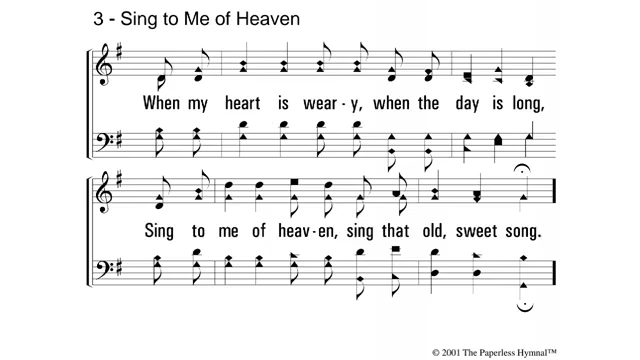 3 - Sing to Me of Heaven
When my heart is wear - y, when the day is long,
Sing to me of heav - en, sing that old, sweet song.
© 2001 The Paperless Hymnal™